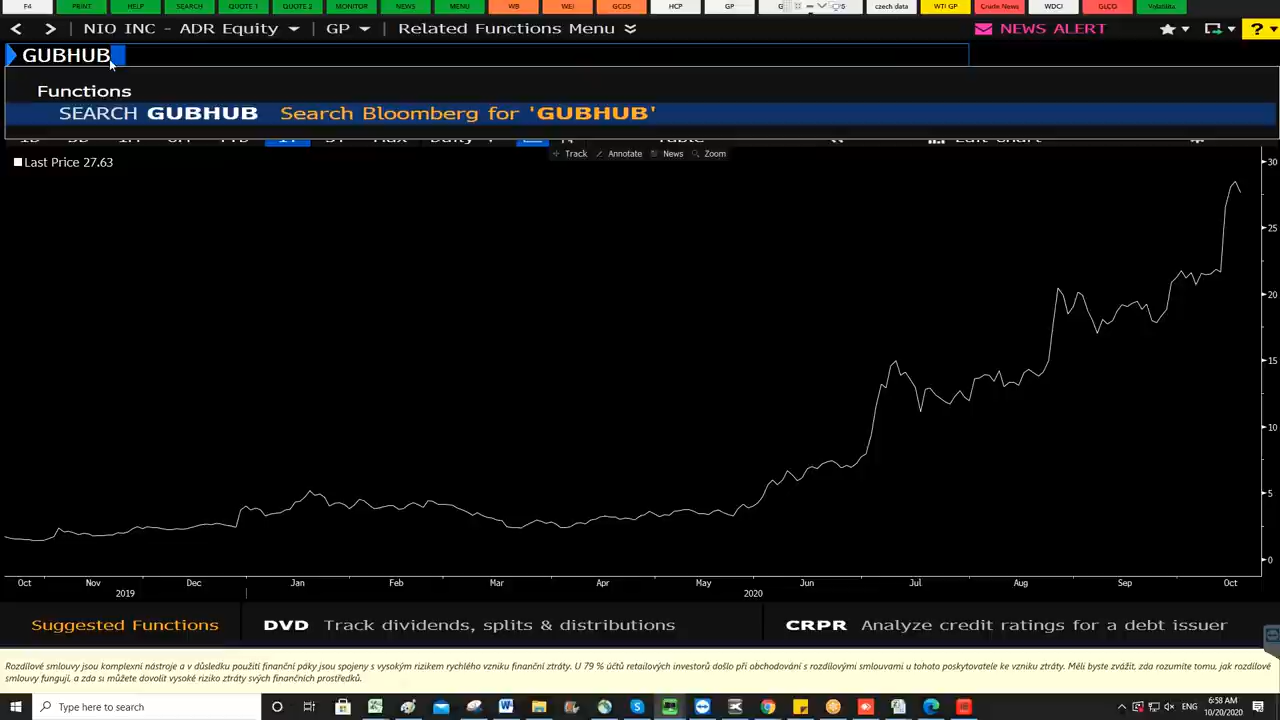 F4 PRINT HELP SEARCH QUOTE 1 QUOTE 2 MONITOR NEWS MENU WB WEI GCDS HCP GP czech data WTI GP Crude News WDCI GLCO Volatilita
NIO INC - ADR Equity GP Related Functions Menu NEWS ALERT ?
GUBHUB
Functions
SEARCH GUBHUB Search Bloomberg for 'GUBHUB'
Track Annotate News Zoom
Last Price 27.63
30
25
20
15
10
5
0
Oct Nov Dec Jan Feb Mar Apr May Jun Jul Aug Sep Oct
2019 2020
Suggested Functions DVD Track dividends, splits & distributions CRPR Analyze credit ratings for a debt issuer
Rozdílové smlouvy jsou komplexní nástroje a v důsledku použití finanční páky jsou spojeny s vysokým rizikem rychlého vzniku finanční ztráty. U 79 % účtů retailových investorů došlo při obchodování s rozdílovými smlouvami u tohoto poskytovatele ke vzniku ztráty. Měli byste zvážit, zda rozumíte tomu, jak rozdílové
smlouvy fungují, a zda si můžete dovolit vysoké riziko ztráty svých finančních prostředků.
Type here to search ENG 6:58 AM
10/20/2020